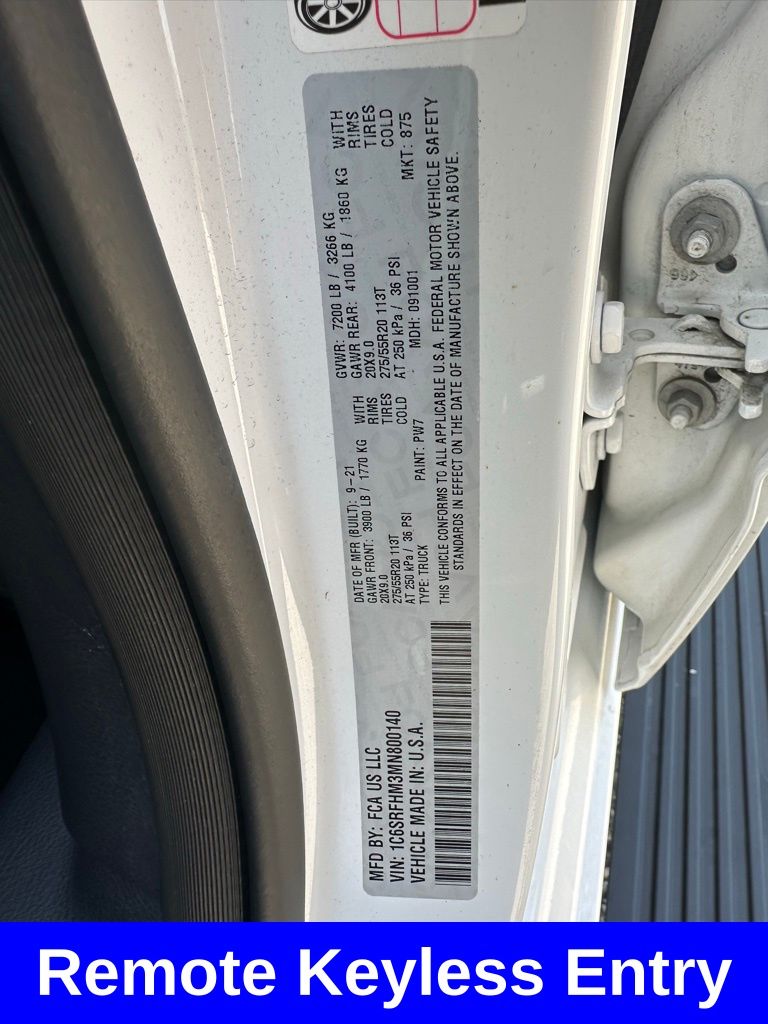 MFD BY: FCA US LLC
VIN: 1C6SRFHM3MN800140
VEHICLE MADE IN: U.S.A.
DATE OF MFR (BUILT): 9-21 GVWR: 7200 LB / 3266 KG
GAWR FRONT: 3900 LB / 1770 KG WITH GAWR REAR: 4100 LB / 1860 KG WITH
20X9.0 RIMS 20X9.0 RIMS
275/55R20 113T TIRES 275/55R20 113T TIRES
AT 250 kPa / 36 PSI COLD AT 250 kPa / 36 PSI COLD
TYPE: TRUCK PAINT: PW7 MDH: 091001 MKT: 875
THIS VEHICLE CONFORMS TO ALL APPLICABLE U.S.A. FEDERAL MOTOR VEHICLE SAFETY
STANDARDS IN EFFECT ON THE DATE OF MANUFACTURE SHOWN ABOVE.
Remote Keyless Entry